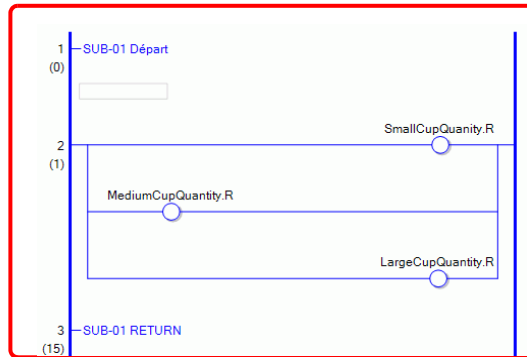 1 SUB-01 Départ
(0)
SmallCupQuanity.R
2
(1)
MediumCupQuantity.R
LargeCupQuantity.R
3 SUB-01 RETURN
(15)